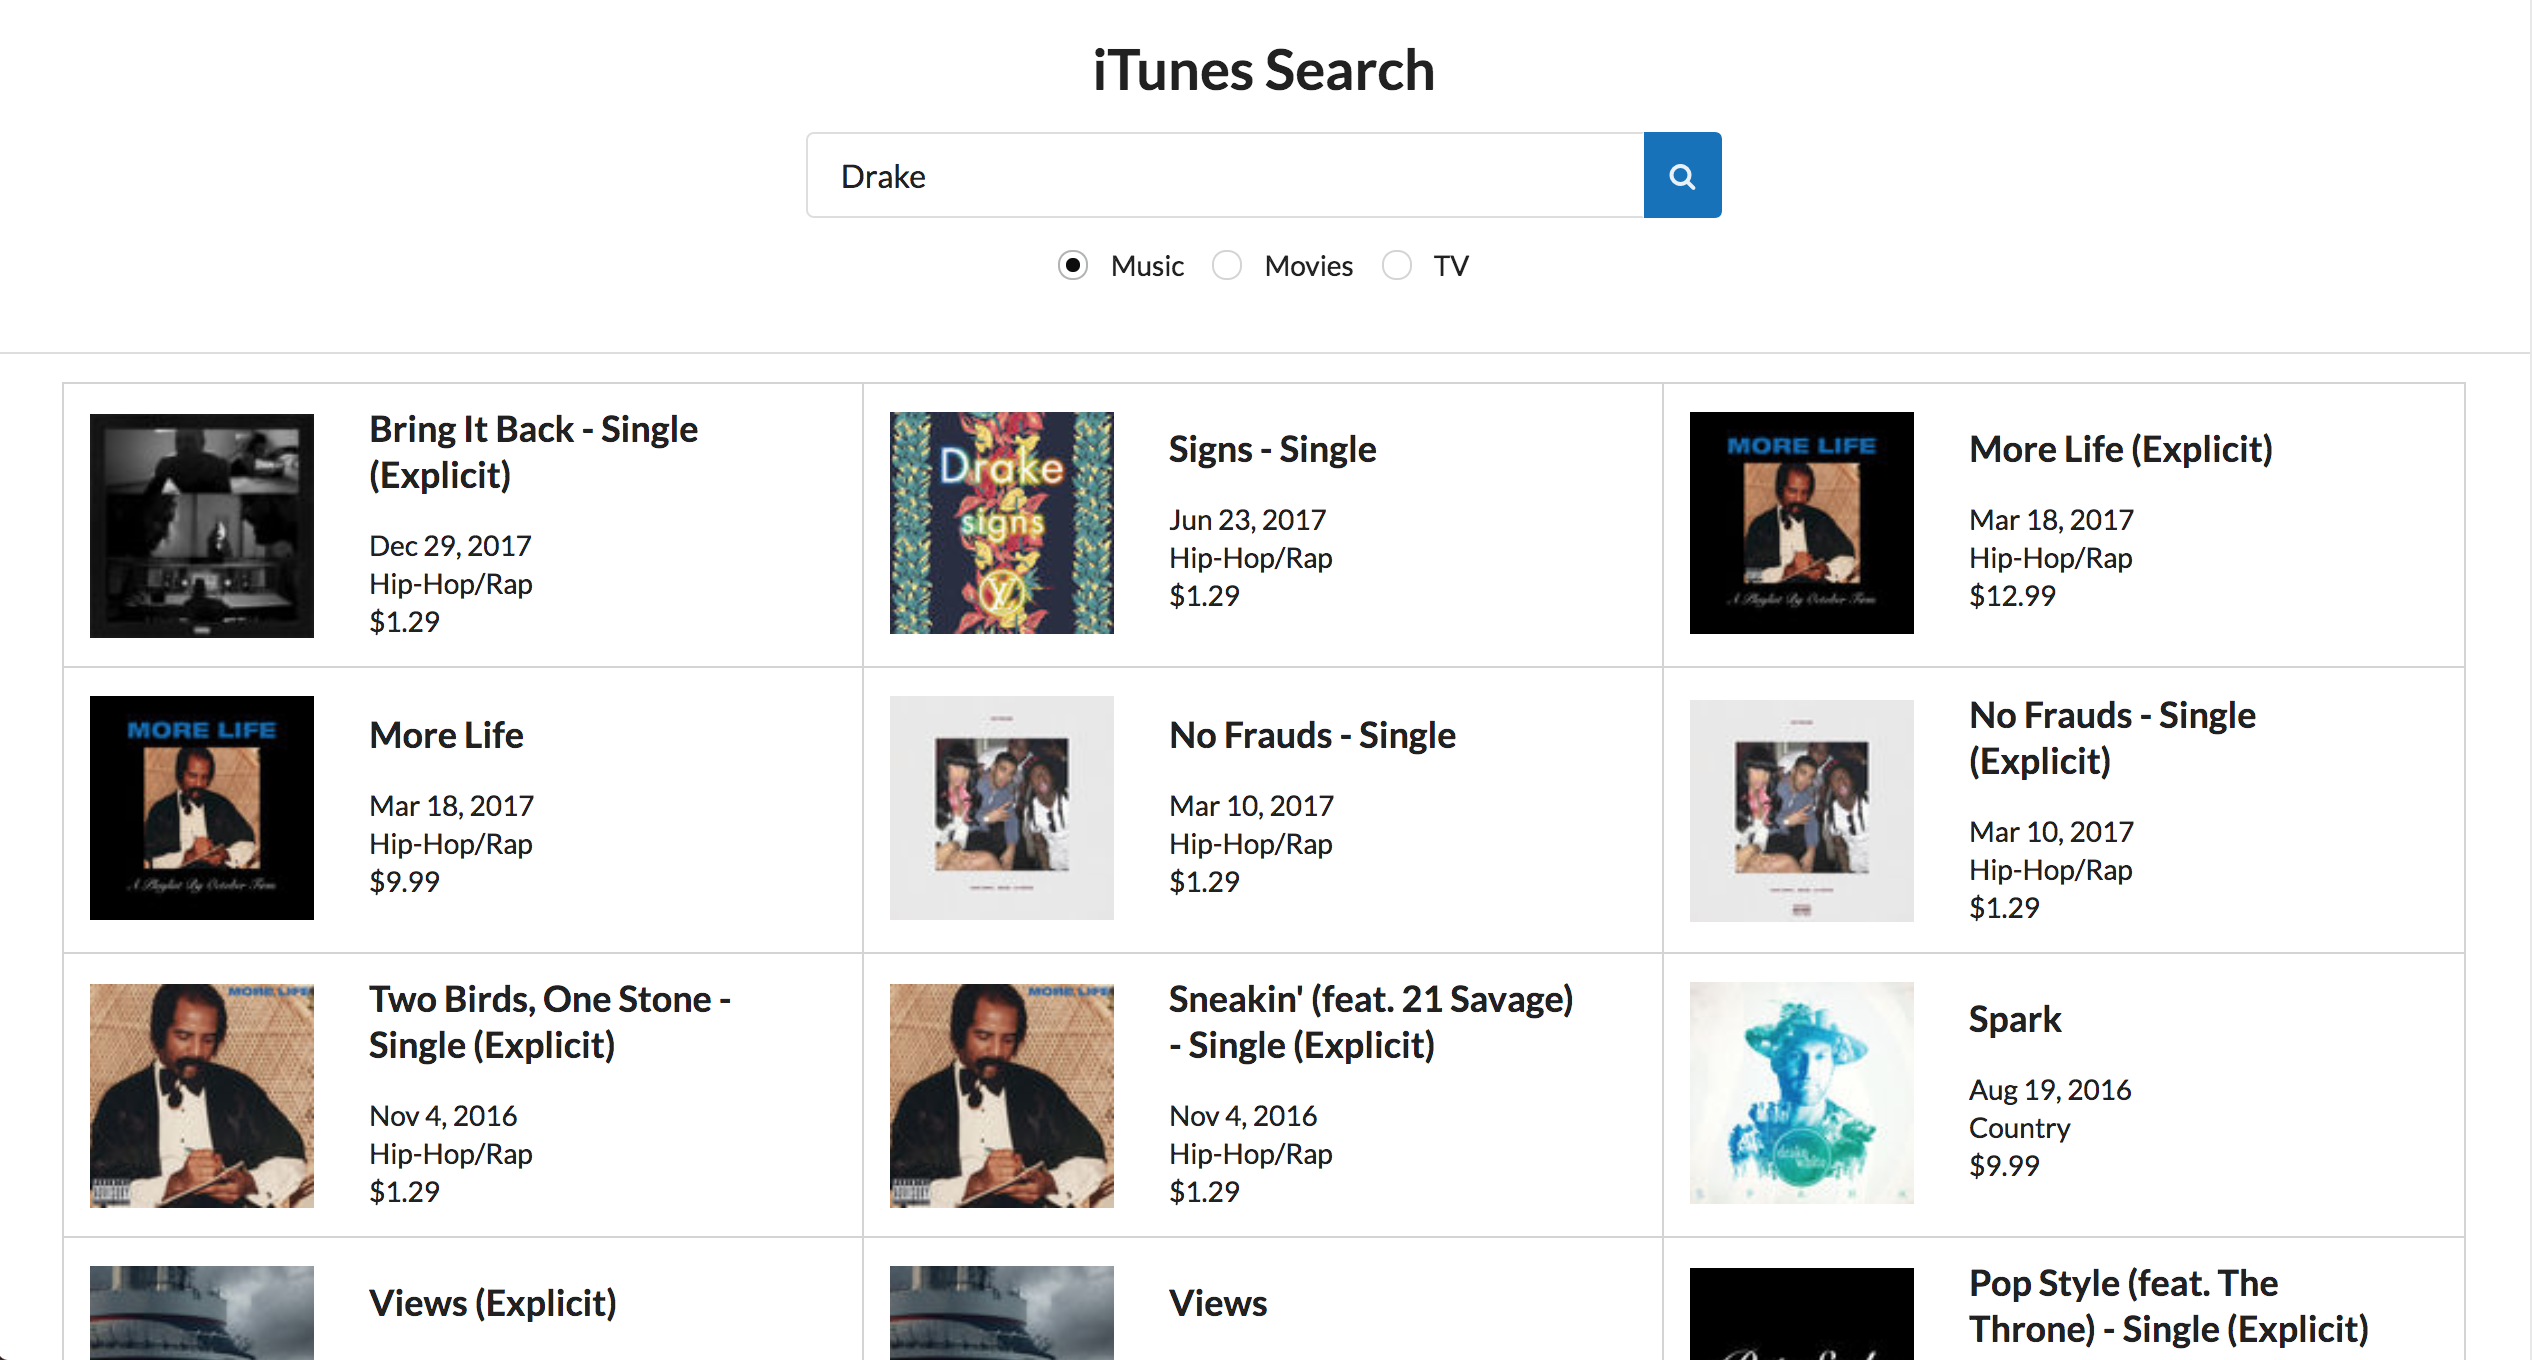 iTunes Search
Drake
Music
Movies
TV
Bring It Back - Single
(Explicit)
Dec 29, 2017
Hip-Hop/Rap
$1.29
Drake
signs
Signs - Single
Jun 23, 2017
Hip-Hop/Rap
$1.29
MORE LIFE
A Playlist By October Firm
More Life (Explicit)
Mar 18, 2017
Hip-Hop/Rap
$12.99
MORE LIFE
A Playlist By October Firm
More Life
Mar 18, 2017
Hip-Hop/Rap
$9.99
No Frauds - Single
Mar 10, 2017
Hip-Hop/Rap
$1.29
No Frauds - Single
(Explicit)
Mar 10, 2017
Hip-Hop/Rap
$1.29
MORE LIFE
ADVISORY
Two Birds, One Stone -
Single (Explicit)
Nov 4, 2016
Hip-Hop/Rap
$1.29
MORE LIFE
ADVISORY
Sneakin' (feat. 21 Savage)
- Single (Explicit)
Nov 4, 2016
Hip-Hop/Rap
$1.29
drake
white
S P A R K
Spark
Aug 19, 2016
Country
$9.99
Views (Explicit)
Views
Pop Style (feat. The
Throne) - Single (Explicit)